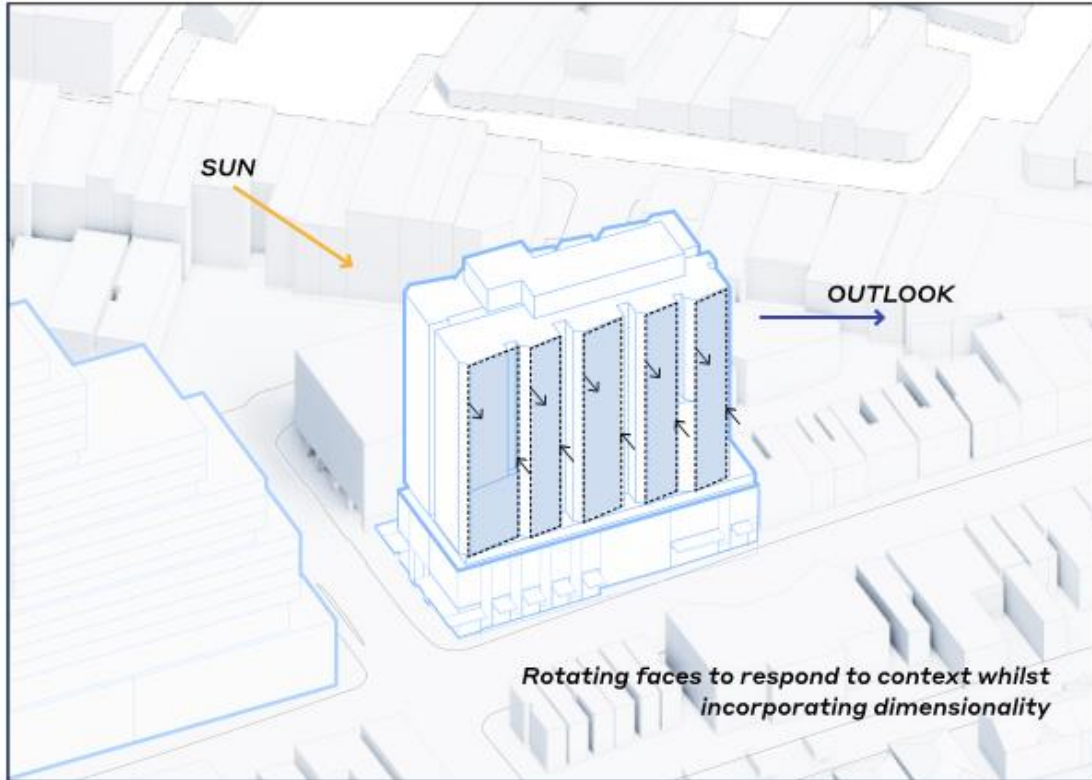 SUN
OUTLOOK
Rotating faces to respond to context whilst
incorporating dimensionality